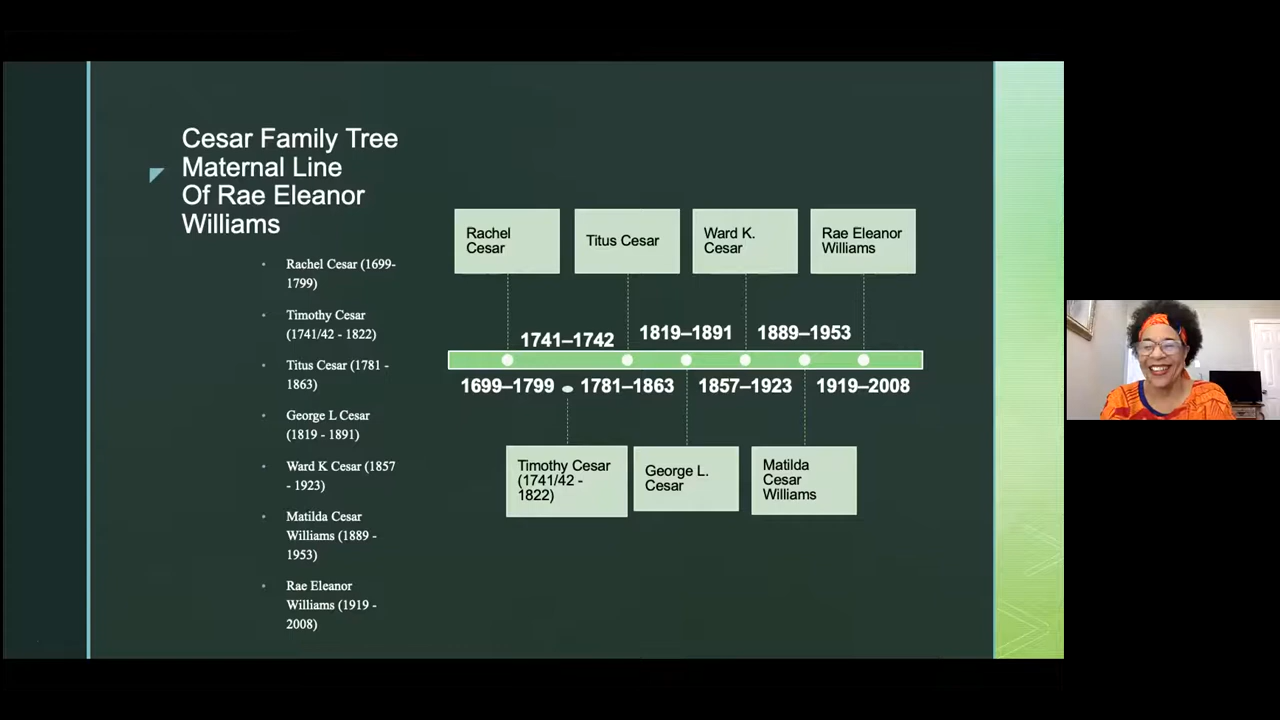 Cesar Family Tree
Maternal Line
Of Rae Eleanor
Williams
• Rachel Cesar (1699-
1799)
• Timothy Cesar
(1741/42 - 1822)
• Titus Cesar (1781 -
1863)
• George L Cesar
(1819 - 1891)
• Ward K Cesar (1857
- 1923)
• Matilda Cesar
Williams (1889 -
1953)
• Rae Eleanor
Williams (1919 -
2008)
Rachel
Cesar
Titus Cesar
Ward K.
Cesar
Rae Eleanor
Williams
1741–1742
1819–1891
1889–1953
1699–1799
1781–1863
1857–1923
1919–2008
Timothy Cesar
(1741/42 -
1822)
George L.
Cesar
Matilda
Cesar
Williams